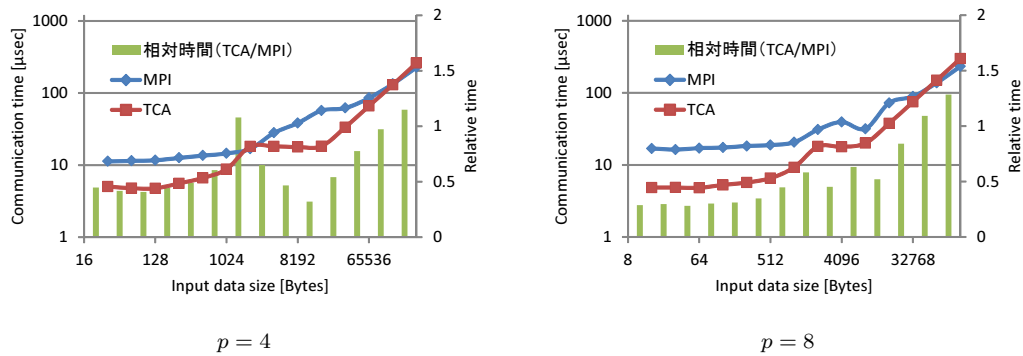 1000
100
10
1
Communication time [μsec]
2
1.5
1
0.5
0
Relative time
相対時間(TCA/MPI)
MPI
TCA
16 128 1024 8192 65536
Input data size [Bytes]
p = 4
1000
100
10
1
Communication time [μsec]
2
1.5
1
0.5
0
Relative time
相対時間(TCA/MPI)
MPI
TCA
8 64 512 4096 32768
Input data size [Bytes]
p = 8